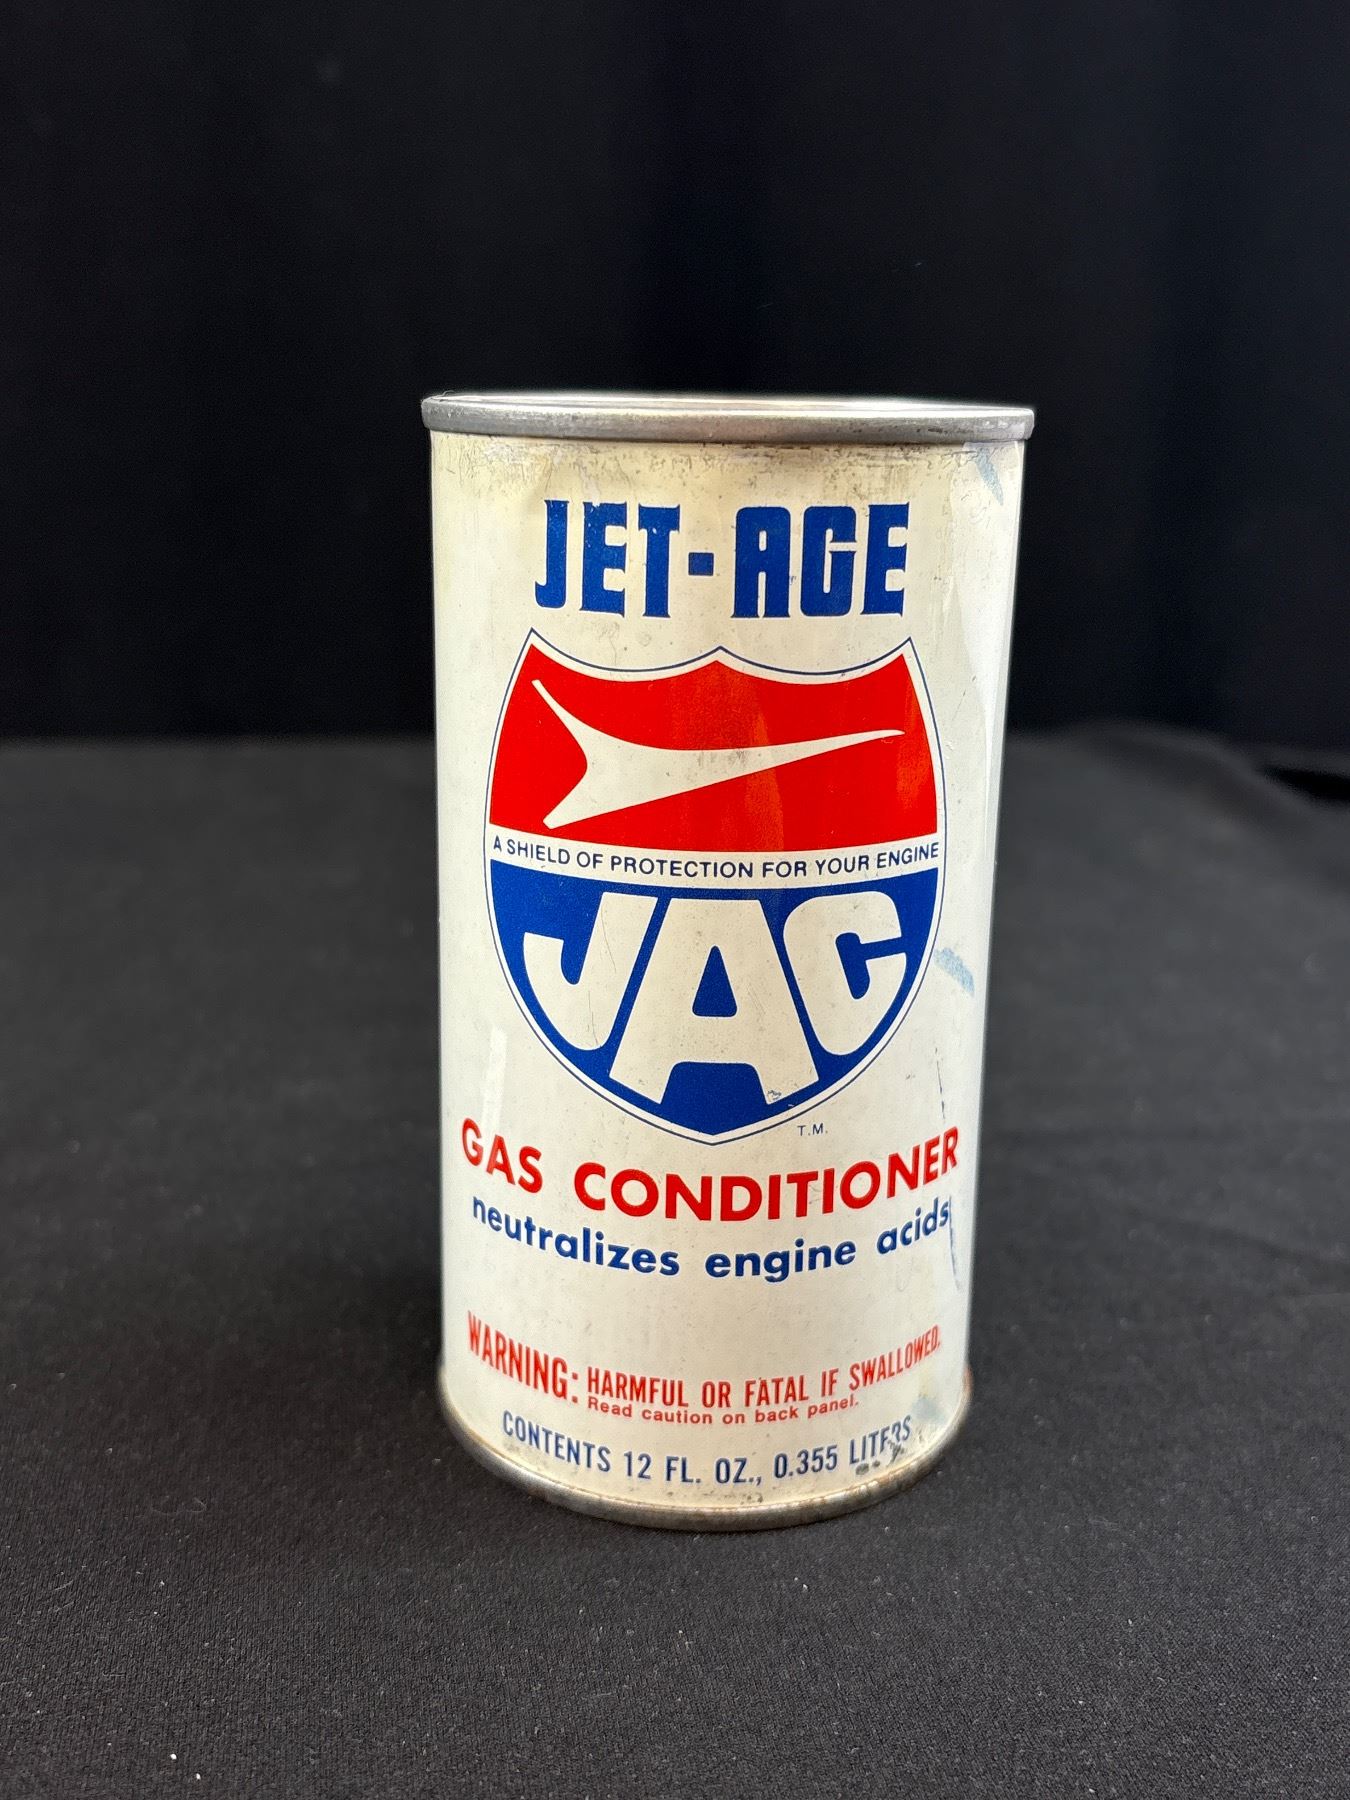 JET-AGE
A SHIELD OF PROTECTION FOR YOUR ENGINE
JAC
T.M.
GAS CONDITIONER
neutralizes engine acids
WARNING: HARMFUL OR FATAL IF SWALLOWED.
Read caution on back panel.
CONTENTS 12 FL. OZ., 0.355 LITERS